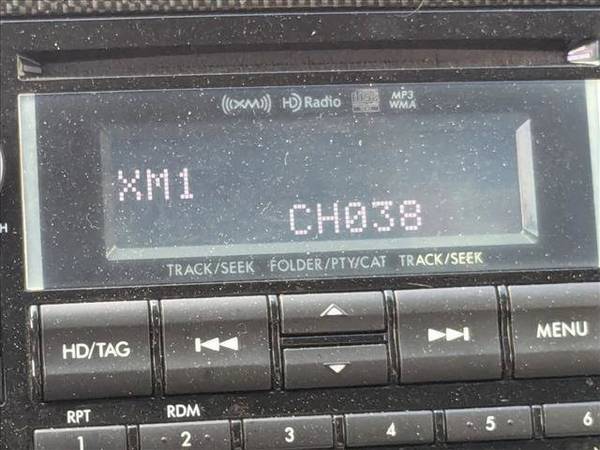 ((XM)) HD Radio MP3
WMA
XM1
CH038
TRACK/SEEK FOLDER/PTY/CAT TRACK/SEEK
HD/TAG MENU
RPT RDM
1 2 3 4 5 6